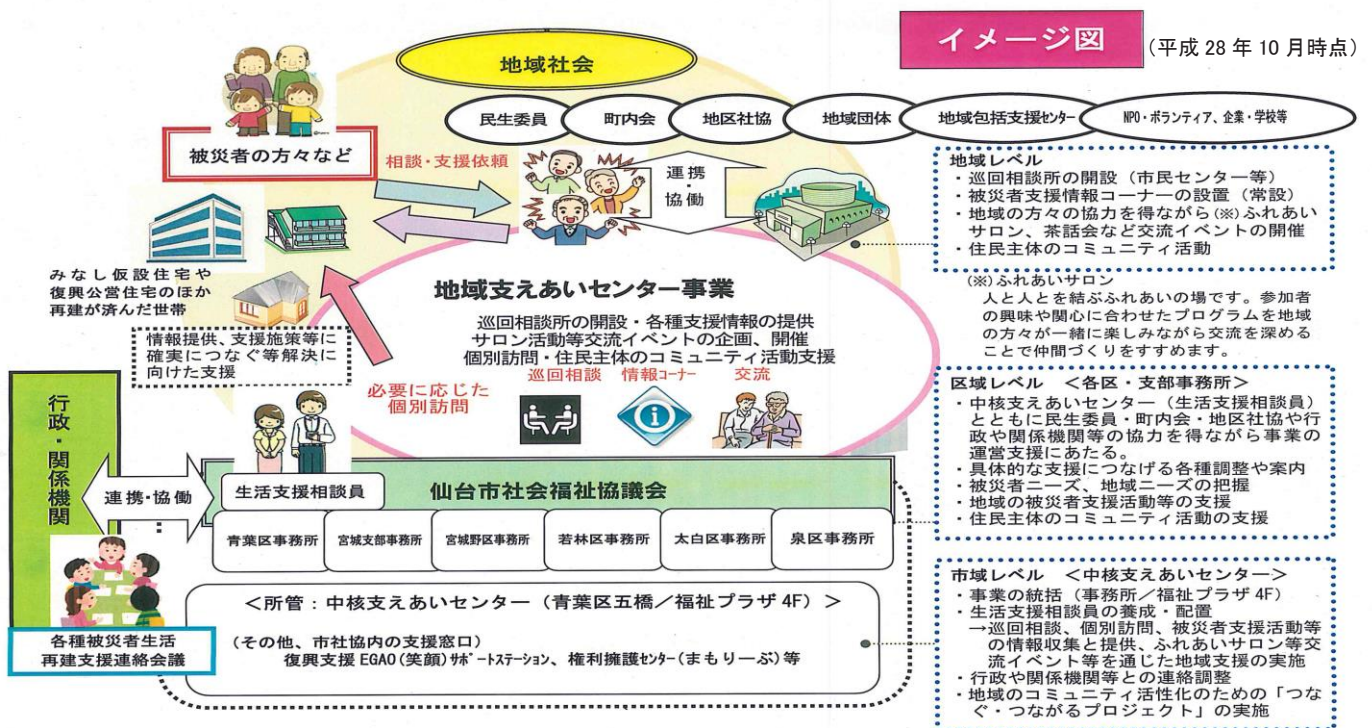 イメージ図
(平成 28 年 10 月時点)
地域社会
民生委員
町内会
地区社協
地域団体
地域包括支援センター
NPO・ボランティア、企業・学校等
被災者の方々など
相談・支援依頼
連携・協働
みなし仮設住宅や
復興公営住宅のほか
再建が済んだ世帯
情報提供、支援施策等に
確実につなぐ等解決に
向けた支援
必要に応じた
個別訪問
地域支えあいセンター事業
巡回相談所の開設・各種支援情報の提供
サロン活動等交流イベントの企画、開催
個別訪問・住民主体のコミュニティ活動支援
巡回相談
情報コーナー
交流
地域レベル
・巡回相談所の開設（市民センター等）
・被災者支援情報コーナーの設置（常設）
・地域の方々の協力を得ながら(※)ふれあい
サロン、茶話会など交流イベントの開催
・住民主体のコミュニティ活動
(※)ふれあいサロン
人と人とを結ぶふれあいの場です。参加者
の興味や関心に合わせたプログラムを地域
の方々が一緒に楽しみながら交流を深める
ことで仲間づくりをすすめます。
行政・関係機関
連携・協働
生活支援相談員
仙台市社会福祉協議会
青葉区事務所
宮城支部事務所
宮城野区事務所
若林区事務所
太白区事務所
泉区事務所
区域レベル　＜各区・支部事務所＞
・中核支えあいセンター（生活支援相談員）
とともに民生委員・町内会・地区社協や行
政や関係機関等の協力を得ながら事業の
運営支援にあたる。
・具体的な支援につなげる各種調整や案内
・被災者ニーズ、地域ニーズの把握
・地域の被災者支援活動等の支援
・住民主体のコミュニティ活動の支援
各種被災者生活
再建支援連絡会議
＜所管：中核支えあいセンター（青葉区五橋／福祉プラザ 4F）＞
(その他、市社協内の支援窓口)
復興支援 EGAO(笑顔)ｻﾎﾟｰﾄステーション、権利擁護センター(まもりーぶ)等
市域レベル　＜中核支えあいセンター＞
・事業の統括（事務所／福祉プラザ 4F）
・生活支援相談員の養成・配置
→巡回相談、個別訪問、被災者支援活動等
の情報収集と提供、ふれあいサロン等交
流イベント等を通じた地域支援の実施
・行政や関係機関等との連絡調整
・地域のコミュニティ活性化のための「つな
ぐ・つながるプロジェクト」の実施